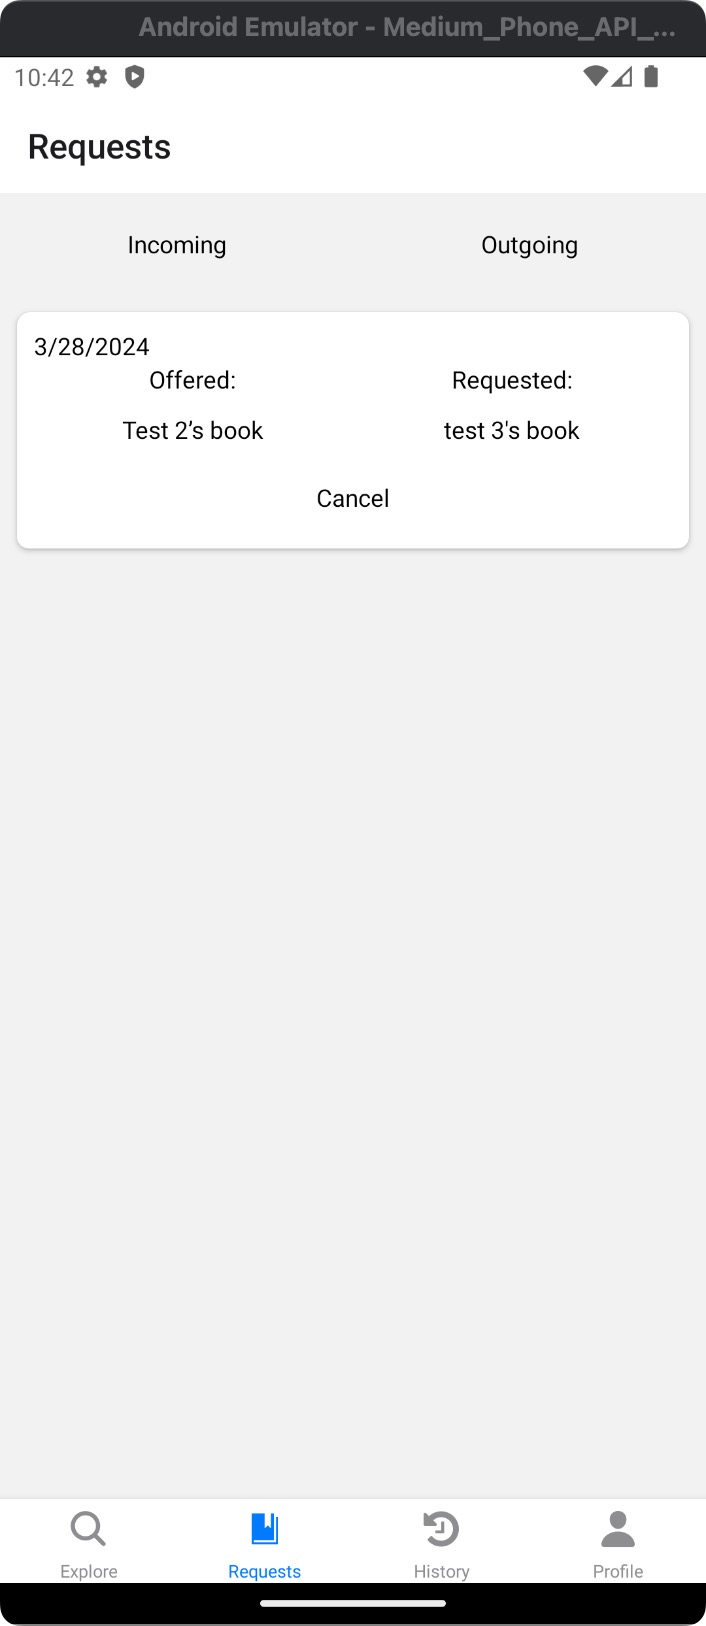 Android Emulator - Medium_Phone_API_...
10:42
Requests
Incoming Outgoing
3/28/2024
Offered: Requested:
Test 2’s book test 3's book
Cancel
Explore Requests History Profile